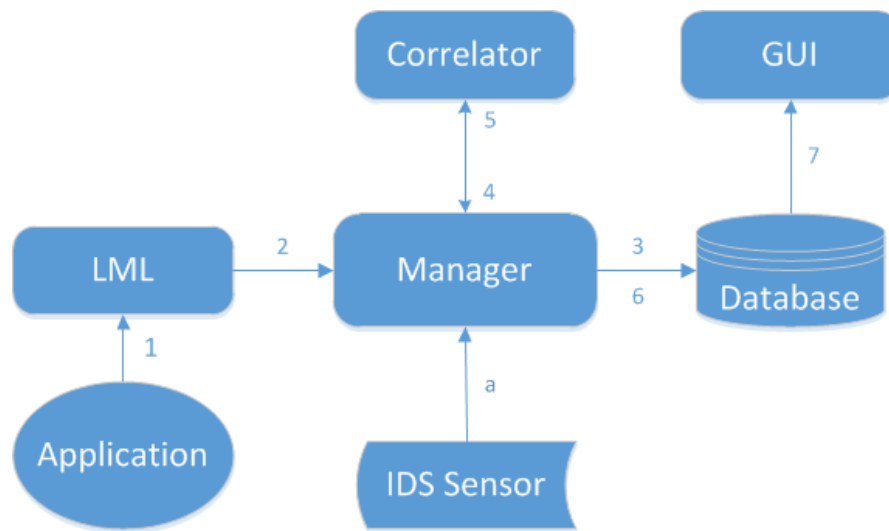 Correlator
GUI
5
7
4
LML
2
Manager
3
6
Database
1
a
Application
IDS Sensor